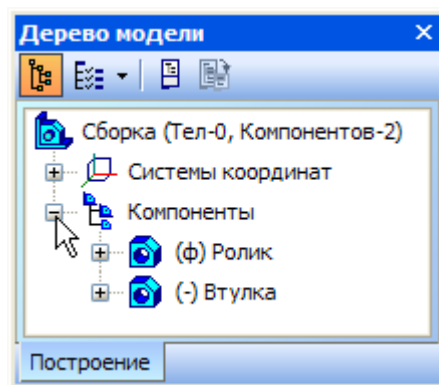 Дерево модели
Сборка (Тел-0, Компонентов-2)
Системы координат
Компоненты
(ф) Ролик
(-) Втулка
Построение